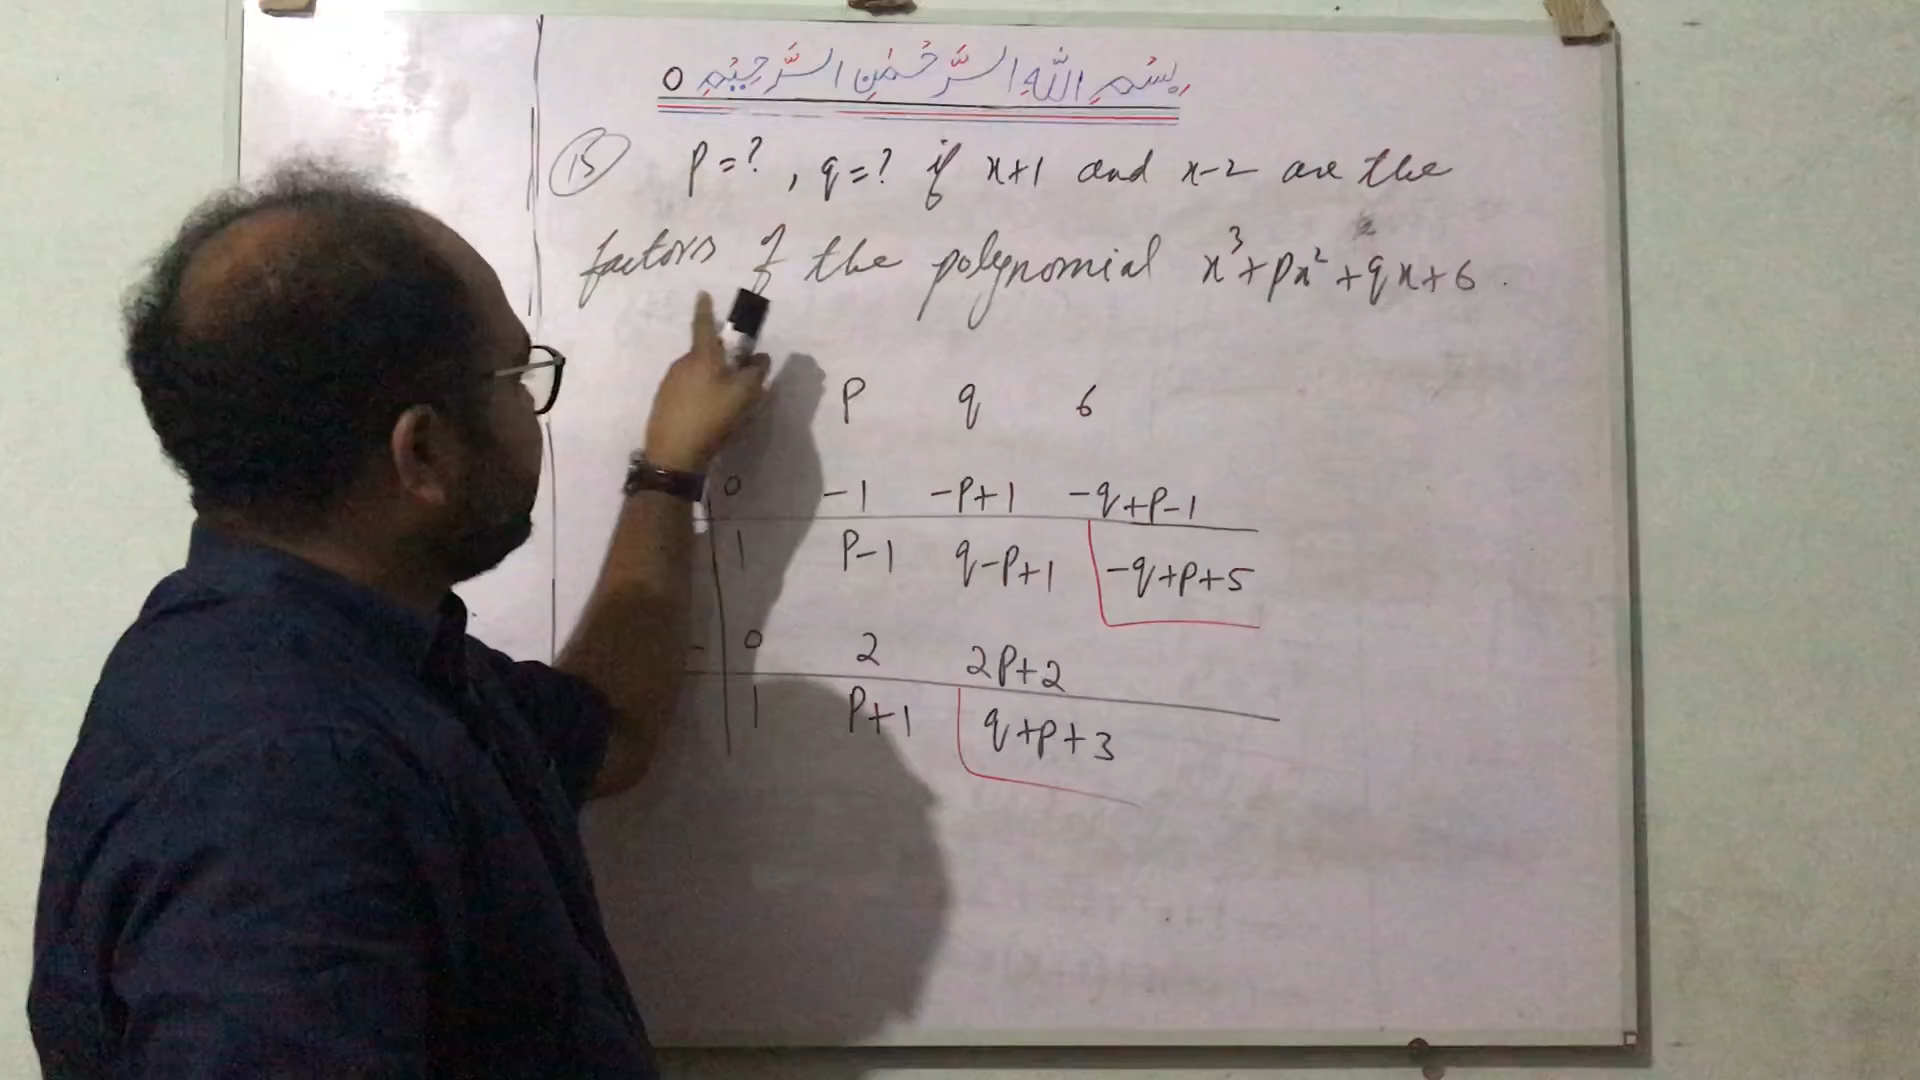 بِسْمِ اللّٰهِ الرَّحْمٰنِ الرَّحِيْمِ ٥
15 P=?, q=? if x+1 and x-2 are the
factors of the polynomial x³+px²+qx+6.
P q 6
0 -1 -P+1 -q+P-1
1 P-1 q-P+1 -q+P+5
- 0 2 2P+2
1 P+1 q+P+3